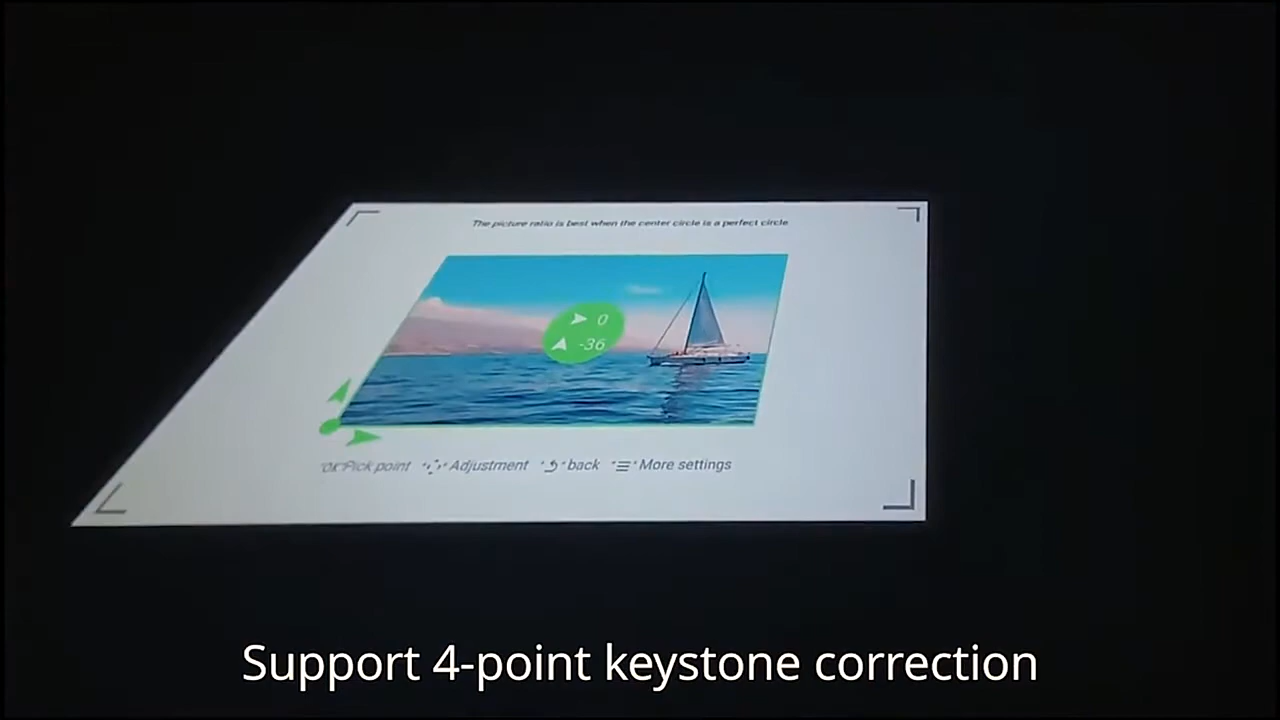 The picture ratio is best when the center circle is a perfect circle.
0
-36
"OK" Pick point " " Adjustment " " back " " More settings
Support 4-point keystone correction